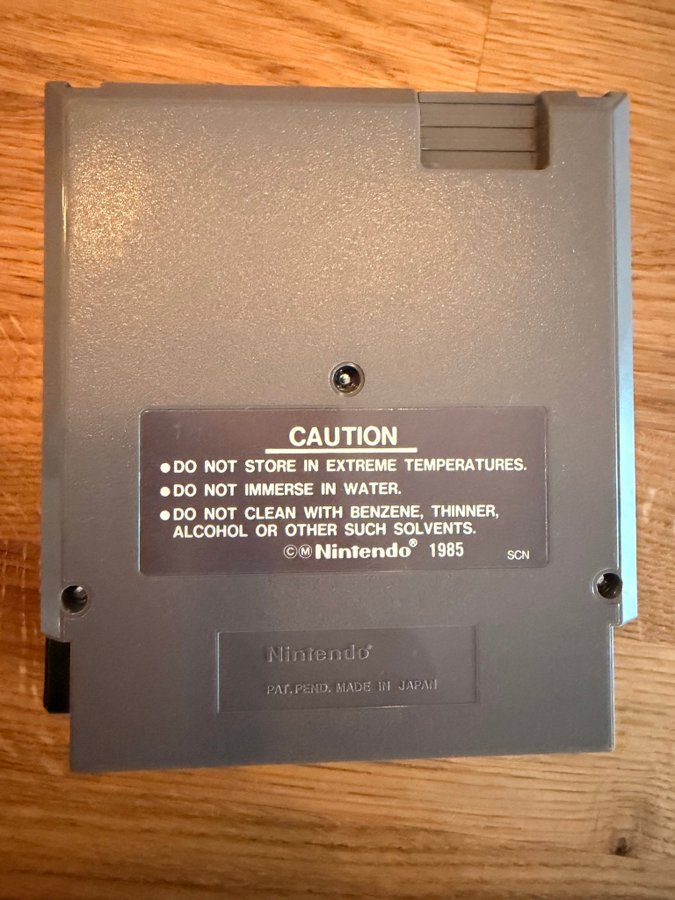 CAUTION
●DO NOT STORE IN EXTREME TEMPERATURES.
●DO NOT IMMERSE IN WATER.
●DO NOT CLEAN WITH BENZENE, THINNER,
ALCOHOL OR OTHER SUCH SOLVENTS.
©Ⓜ Nintendo® 1985 SCN
Nintendo®
PAT. PEND. MADE IN JAPAN